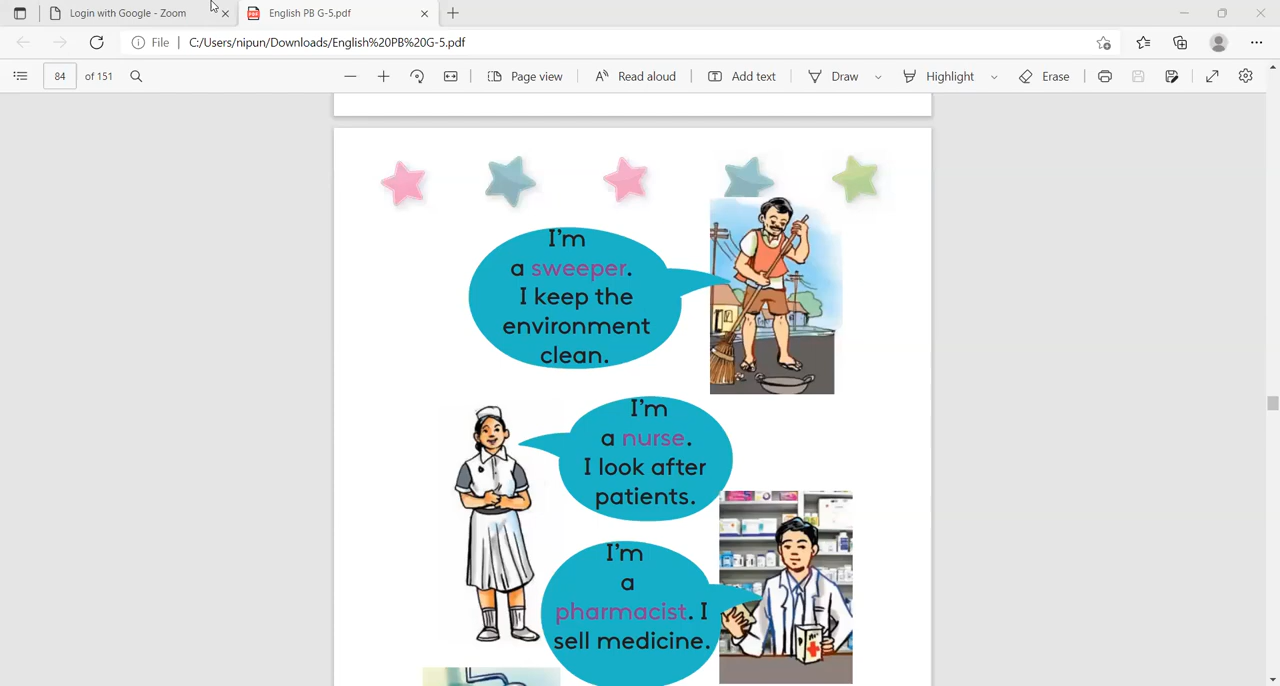 Login with Google - Zoom
English PB G-5.pdf
File
C:/Users/nipun/Downloads/English%20PB%20G-5.pdf
84 of 151
Page view
Read aloud
Add text
Draw
Highlight
Erase
I'm
a sweeper.
I keep the
environment
clean.
I'm
a nurse.
I look after
patients.
I'm
a
pharmacist. I
sell medicine.